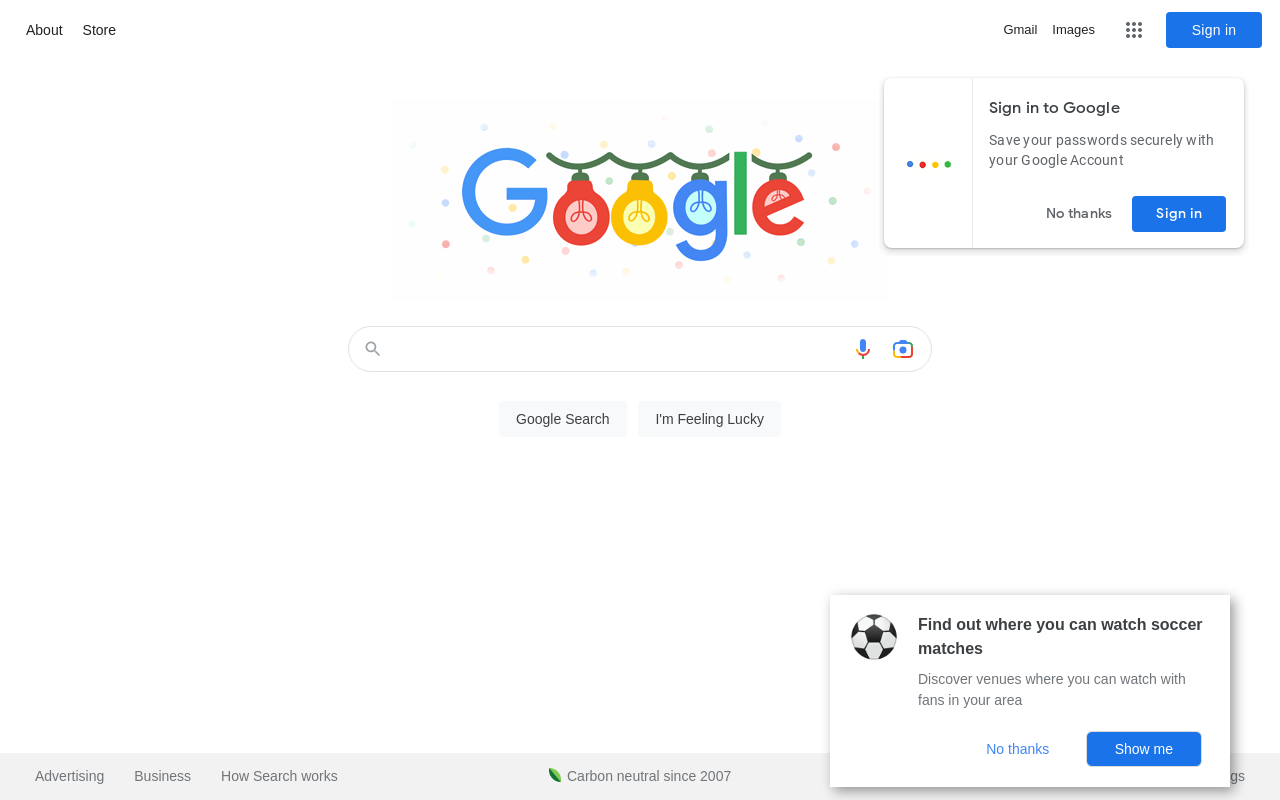 About
Store
Gmail
Images
Sign in
Google
Sign in to Google
Save your passwords securely with
your Google Account
No thanks
Sign in
Google Search
I'm Feeling Lucky
Find out where you can watch soccer
matches
Discover venues where you can watch with
fans in your area
No thanks
Show me
Advertising
Business
How Search works
Carbon neutral since 2007